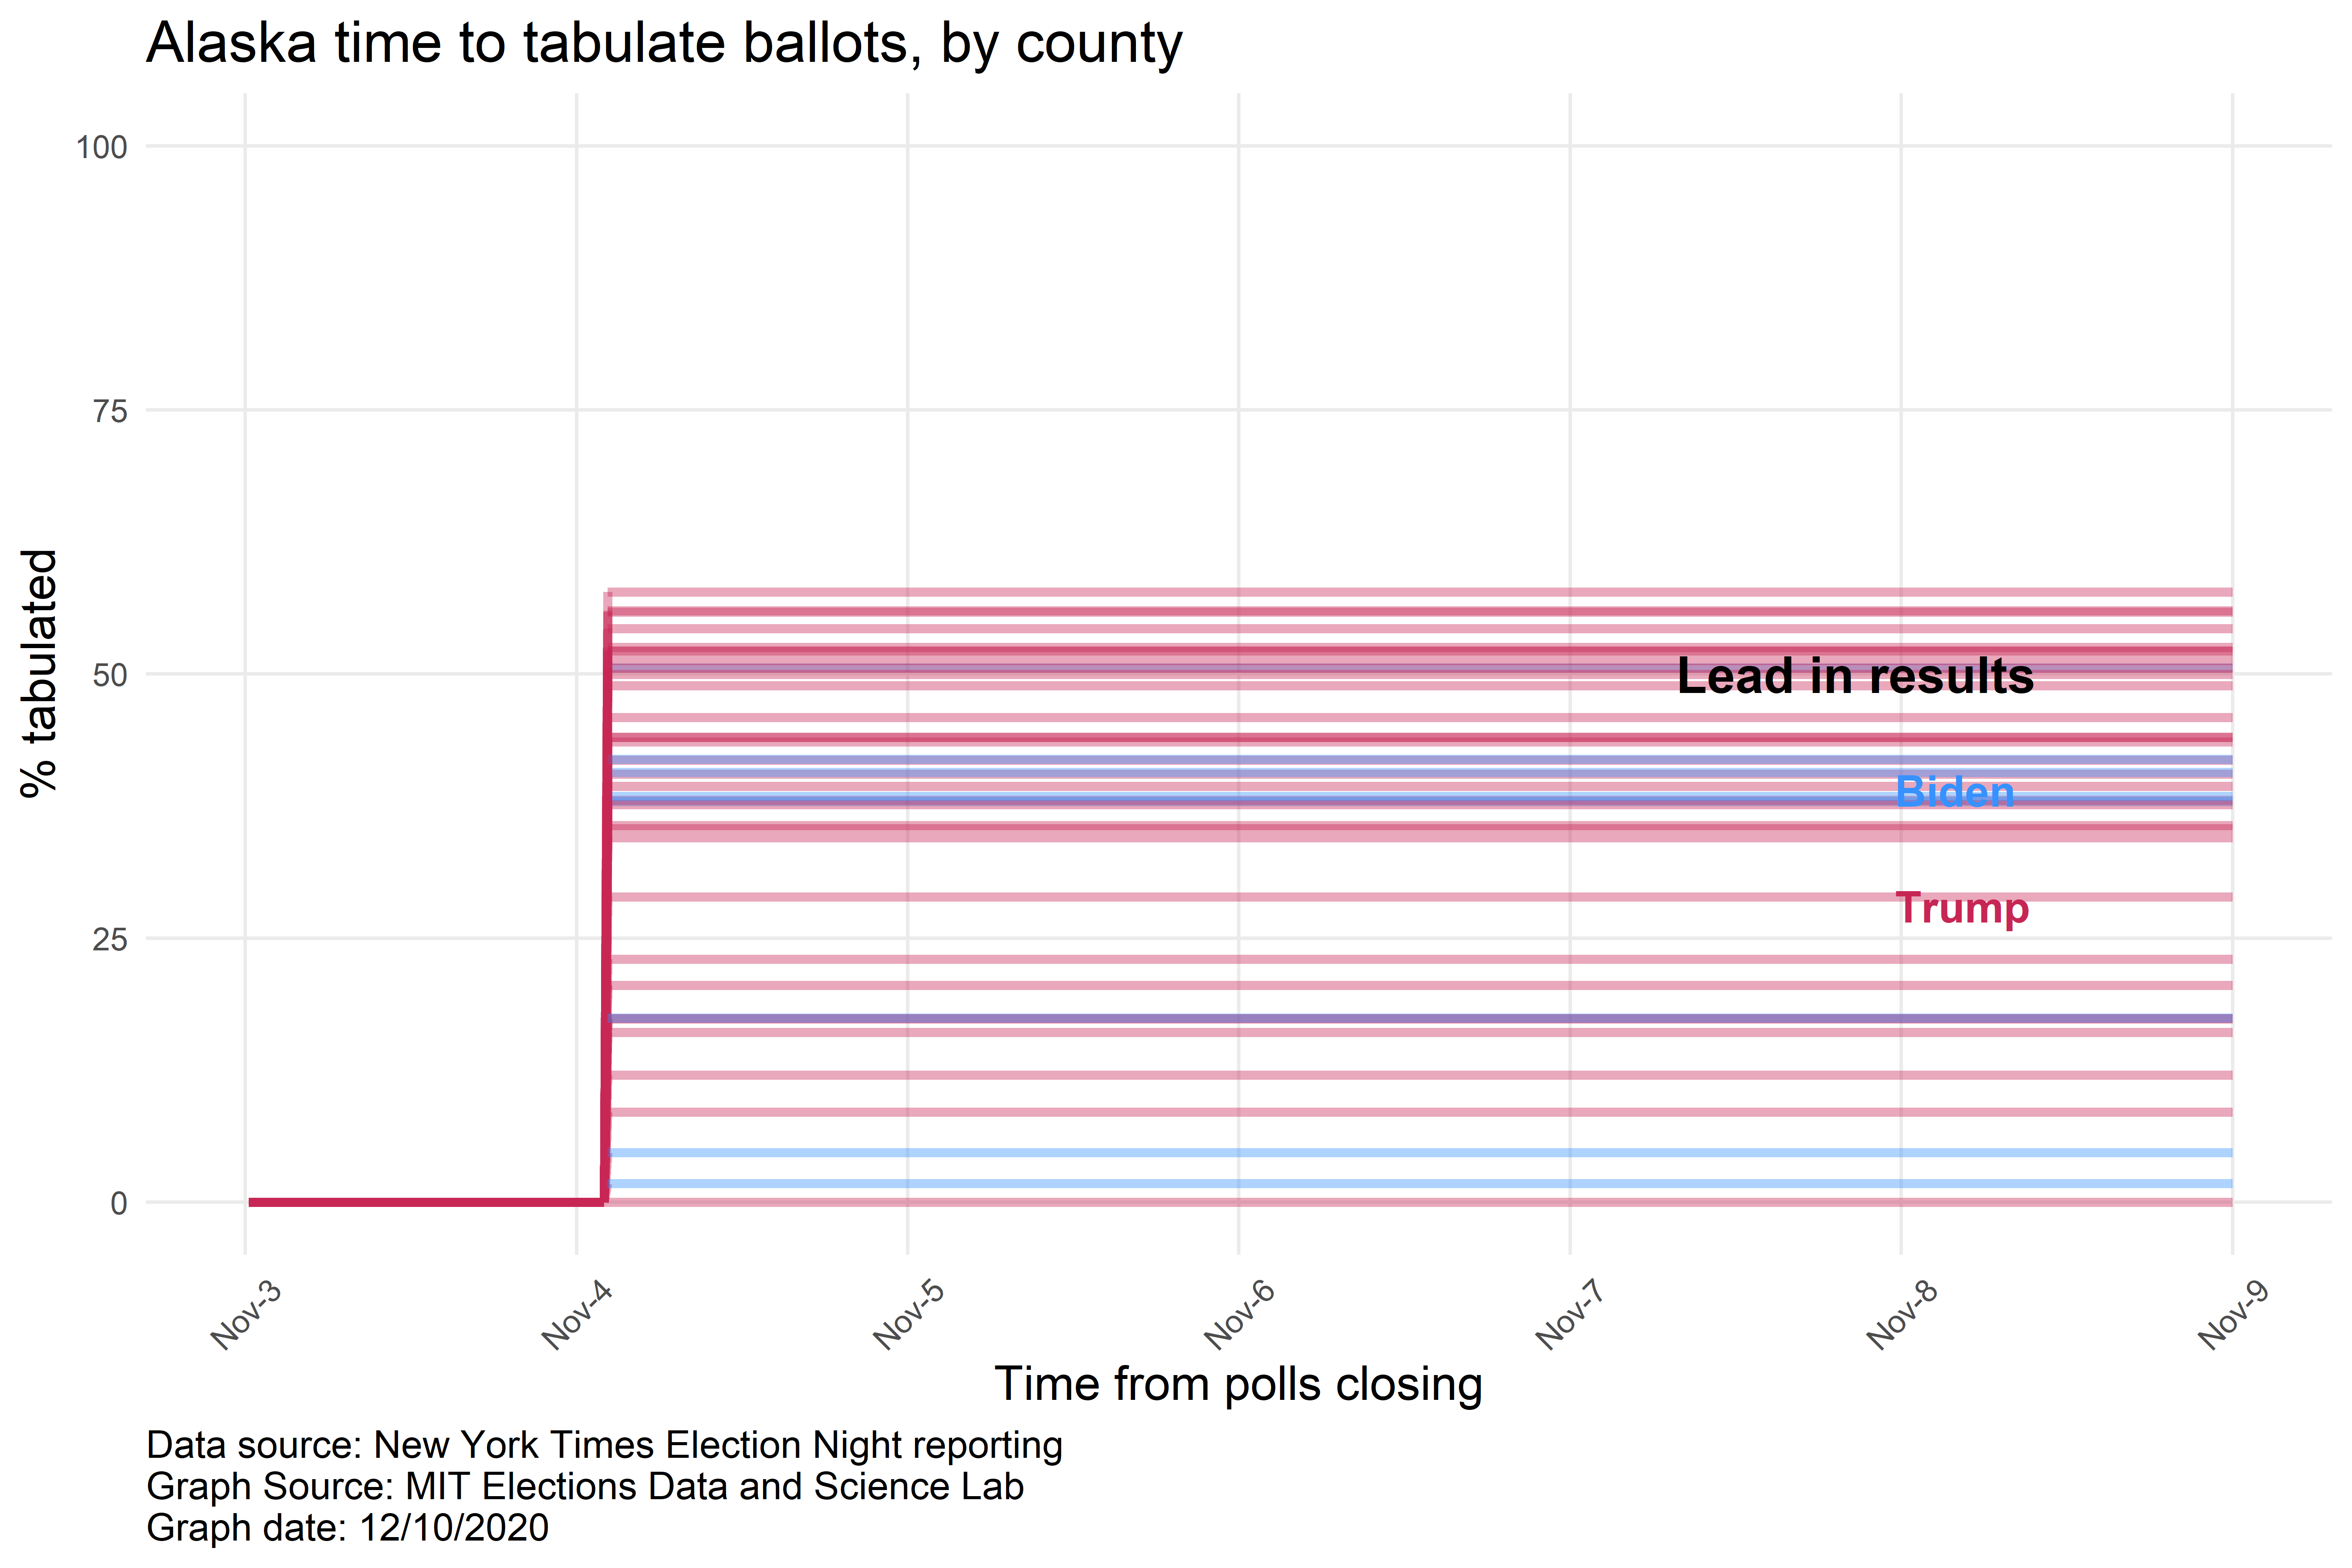 Alaska time to tabulate ballots, by county
100
75
50
25
0
% tabulated
Lead in results
Biden
Trump
Nov-3
Nov-4
Nov-5
Nov-6
Nov-7
Nov-8
Nov-9
Time from polls closing
Data source: New York Times Election Night reporting
Graph Source: MIT Elections Data and Science Lab
Graph date: 12/10/2020